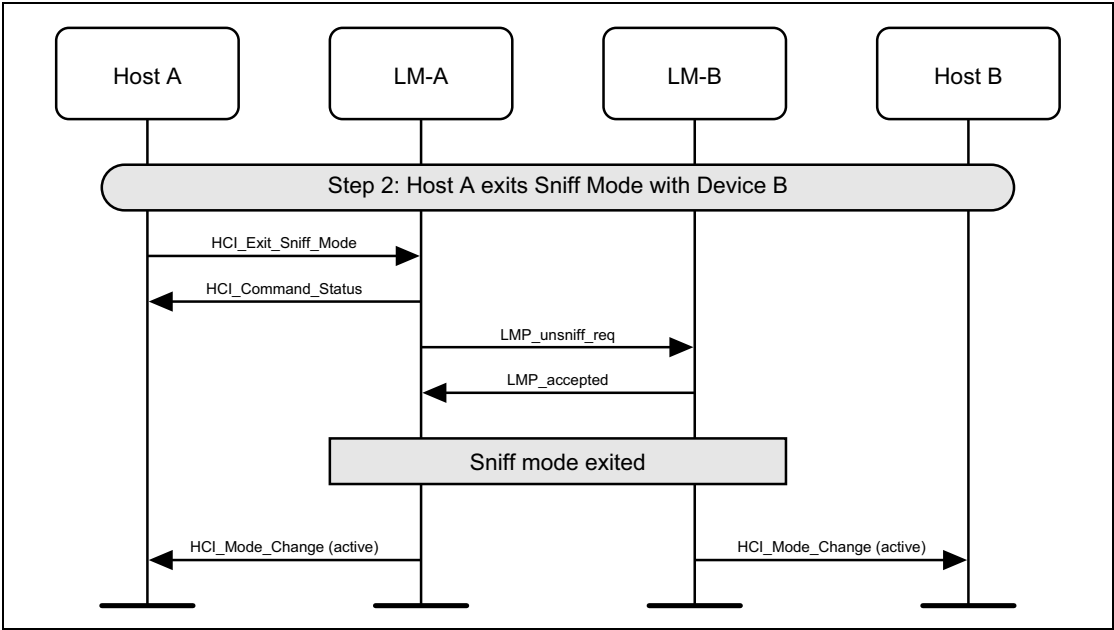 Host A
LM-A
LM-B
Host B
Step 2: Host A exits Sniff Mode with Device B
HCI_Exit_Sniff_Mode
HCI_Command_Status
LMP_unsniff_req
LMP_accepted
Sniff mode exited
HCI_Mode_Change (active)
HCI_Mode_Change (active)